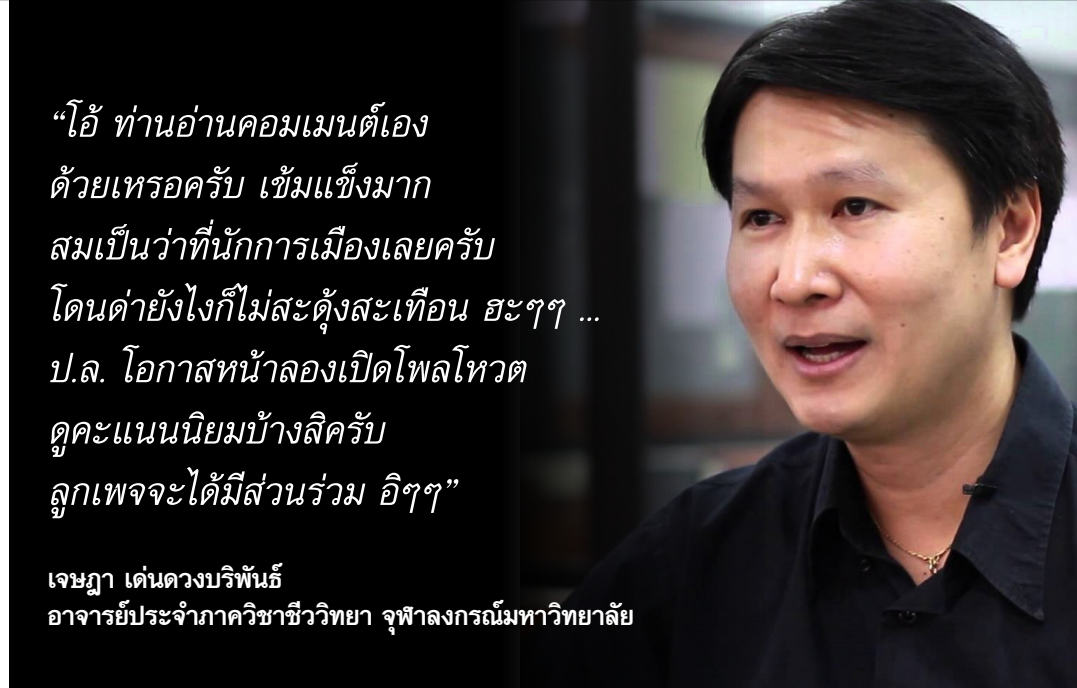 “โอ้ ท่านอ่านคอมเมนต์เอง
ด้วยเหรอครับ เข้มแข็งมาก
สมเป็นว่าที่นักการเมืองเลยครับ
โดนด่ายังไงก็ไม่สะดุ้งสะเทือน ฮะๆๆ ...
ป.ล. โอกาสหน้าลองเปิดโพลโหวต
ดูคะแนนนิยมบ้างสิครับ
ลูกเพจจะได้มีส่วนร่วม อิๆๆ”
เจษฎา เด่นดวงบริพันธ์
อาจารย์ประจำภาควิชาชีววิทยา จุฬาลงกรณ์มหาวิทยาลัย